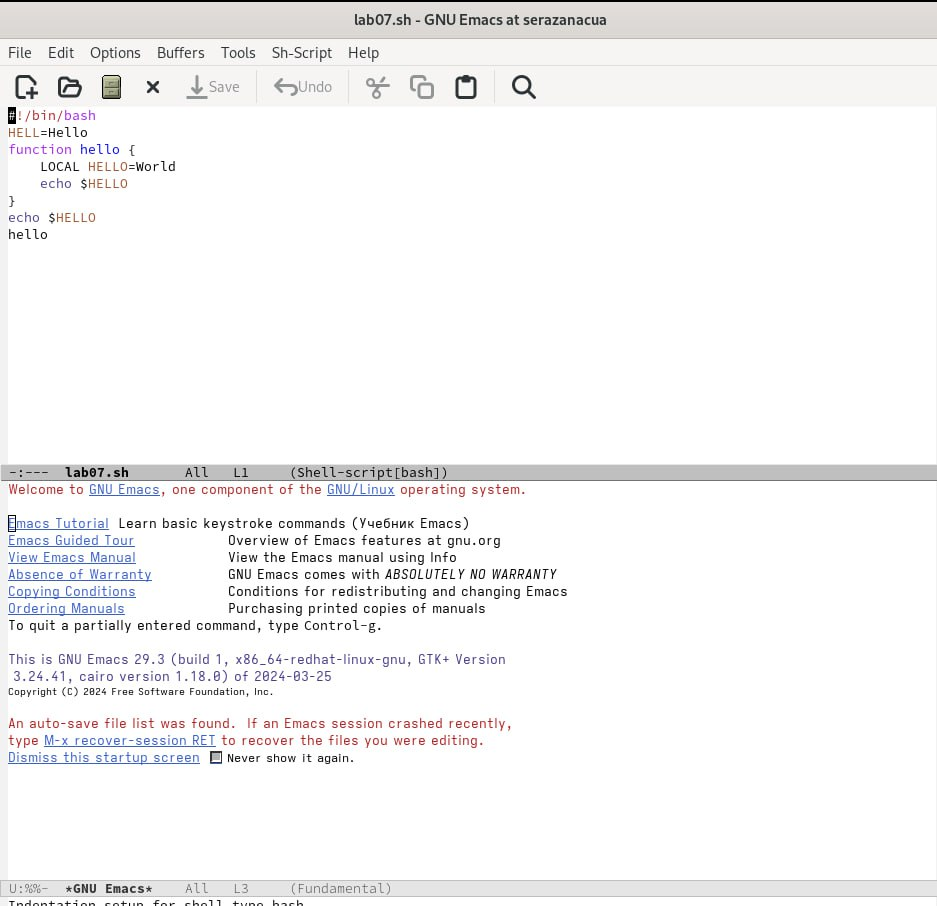 lab07.sh - GNU Emacs at serazanacua
File Edit Options Buffers Tools Sh-Script Help
Save Undo
#!/bin/bash
HELL=Hello
function hello {
    LOCAL HELLO=World
    echo $HELLO
}
echo $HELLO
hello
-:--- lab07.sh All L1 (Shell-script[bash])
Welcome to GNU Emacs, one component of the GNU/Linux operating system.
Emacs Tutorial Learn basic keystroke commands (Учебник Emacs)
Emacs Guided Tour Overview of Emacs features at gnu.org
View Emacs Manual View the Emacs manual using Info
Absence of Warranty GNU Emacs comes with ABSOLUTELY NO WARRANTY
Copying Conditions Conditions for redistributing and changing Emacs
Ordering Manuals Purchasing printed copies of manuals
To quit a partially entered command, type Control-g.
This is GNU Emacs 29.3 (build 1, x86_64-redhat-linux-gnu, GTK+ Version
3.24.41, cairo version 1.18.0) of 2024-03-25
Copyright (C) 2024 Free Software Foundation, Inc.
An auto-save file list was found. If an Emacs session crashed recently,
type M-x recover-session RET to recover the files you were editing.
Dismiss this startup screen Never show it again.
U:%%- *GNU Emacs* All L3 (Fundamental)
Indentation setup for shell type bash